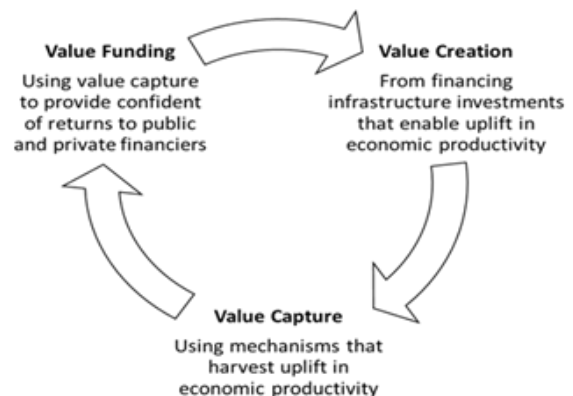 Value Funding
Using value capture
to provide confident
of returns to public
and private financiers
Value Creation
From financing
infrastructure investments
that enable uplift in
economic productivity
Value Capture
Using mechanisms that
harvest uplift in
economic productivity